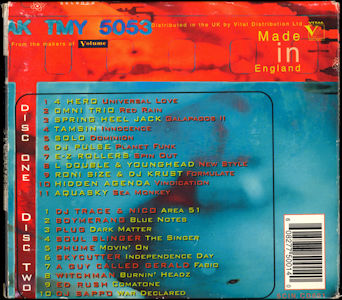 AK TMY 5053
Distributed in the UK by Vital Distribution Ltd
From the makers of Volume
VITAL
Made
in
England
DISC ONE
1 4 HERO UNIVERSAL LOVE
2 OMNI TRIO RED RAIN
3 SPRING HEEL JACK GALAPAGOS II
4 TAMSIN INNOCENCE
5 SOLO DOMINION
6 DJ PULSE PLANET FUNK
7 E-Z ROLLERS SPIN OUT
8 L DOUBLE & YOUNGHEAD NEW STYLE
9 RONI SIZE & DJ KRUST FORMULATE
10 HIDDEN AGENDA VINDICATION
11 AQUASKY SEA MONKEY
DISC TWO
1 DJ TRACE & NICO AREA 51
2 BOYMERANG BLUE NOTES
3 PLUG DARK MATTER
4 SOUL SLINGER THE SINGER
5 PHUME MOVIN' ON
6 SKYCUTTER INDEPENDENCE DAY
7 A GUY CALLED GERALD FABIO
8 WITCHMAN BURNIN' HEADZ
9 ED RUSH COMATONE
10 DJ SAPPO WAR DECLARED